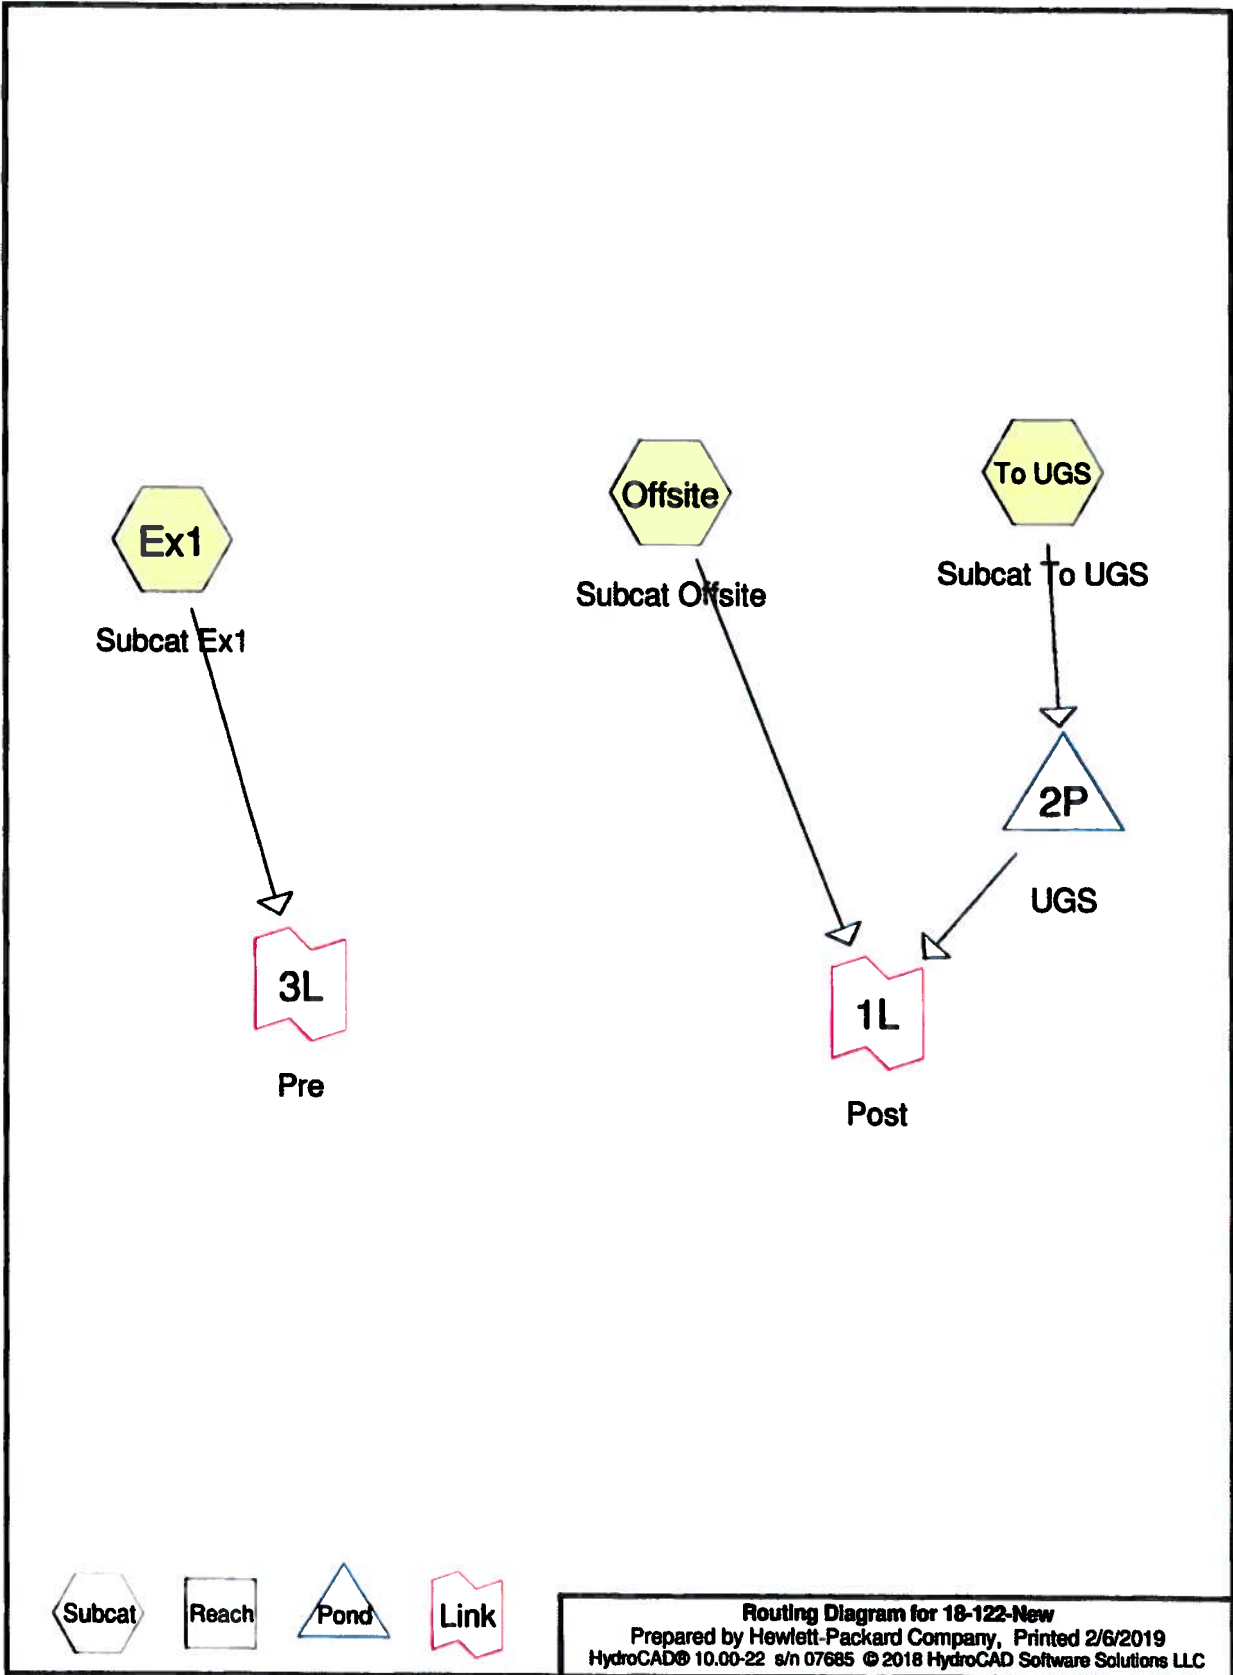 To UGS
Offsite
Ex1
Subcat To UGS
Subcat Offsite
Subcat Ex1
2P
UGS
3L
1L
Pre
Post
Subcat
Reach
Pond
Link
Routing Diagram for 18-122-New
Prepared by Hewlett-Packard Company, Printed 2/6/2019
HydroCAD® 10.00-22 s/n 07685 © 2018 HydroCAD Software Solutions LLC